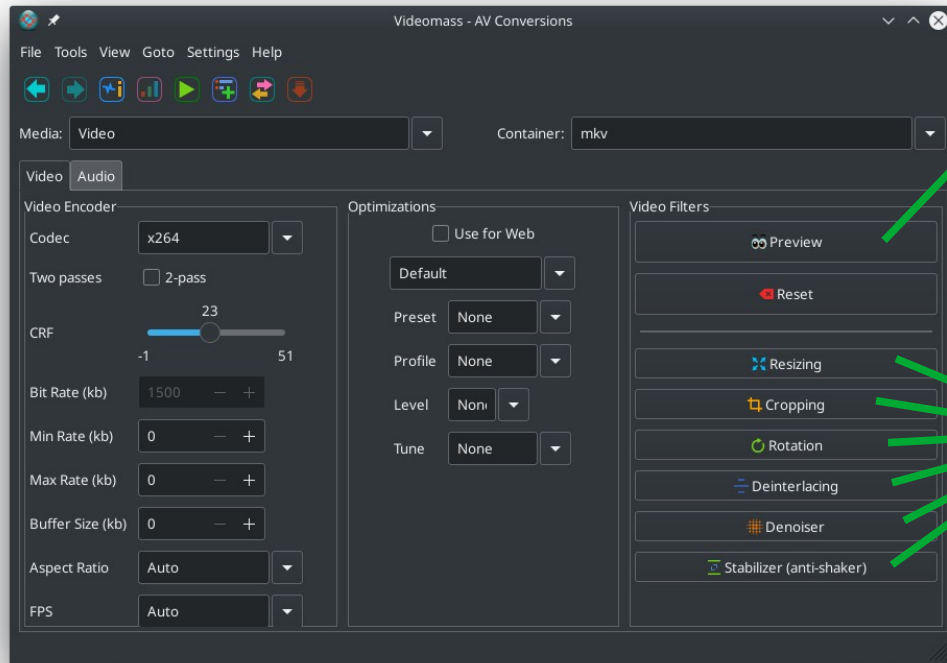 Videomass - AV Conversions
File Tools View Goto Settings Help
Media: Video Container: mkv
Video Audio
Video Encoder
Codec x264
Two passes 2-pass
CRF 23
-1 51
Bit Rate (kb) 1500
Min Rate (kb) 0
Max Rate (kb) 0
Buffer Size (kb) 0
Aspect Ratio Auto
FPS Auto
Optimizations
Use for Web
Default
Preset None
Profile None
Level Non
Tune None
Video Filters
Preview
Reset
Resizing
Cropping
Rotation
Deinterlacing
Denoiser
Stabilizer (anti-shaker)